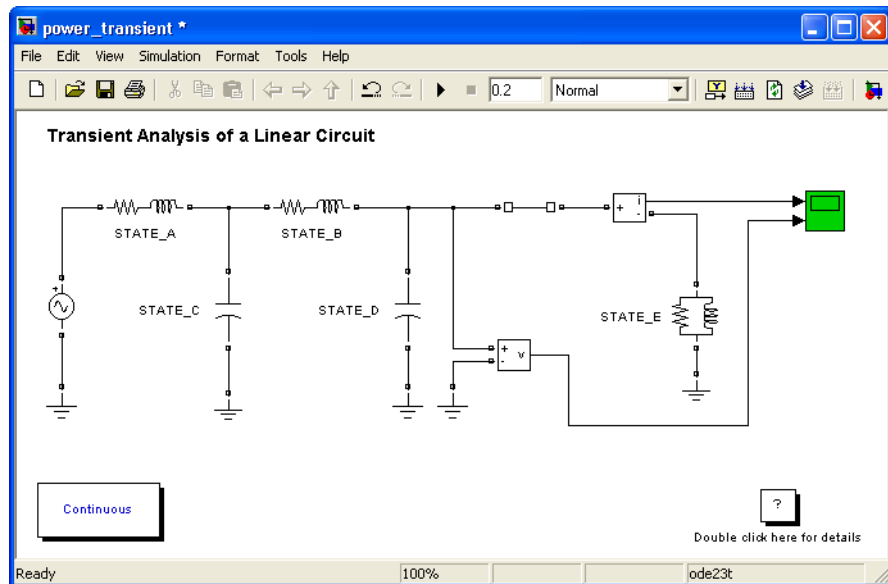 power_transient *
File Edit View Simulation Format Tools Help
0.2 Normal
Transient Analysis of a Linear Circuit
STATE_A STATE_B
STATE_C STATE_D STATE_E
+ i -
+ - v
+
Continuous
?
Double click here for details
Ready 100% ode23t